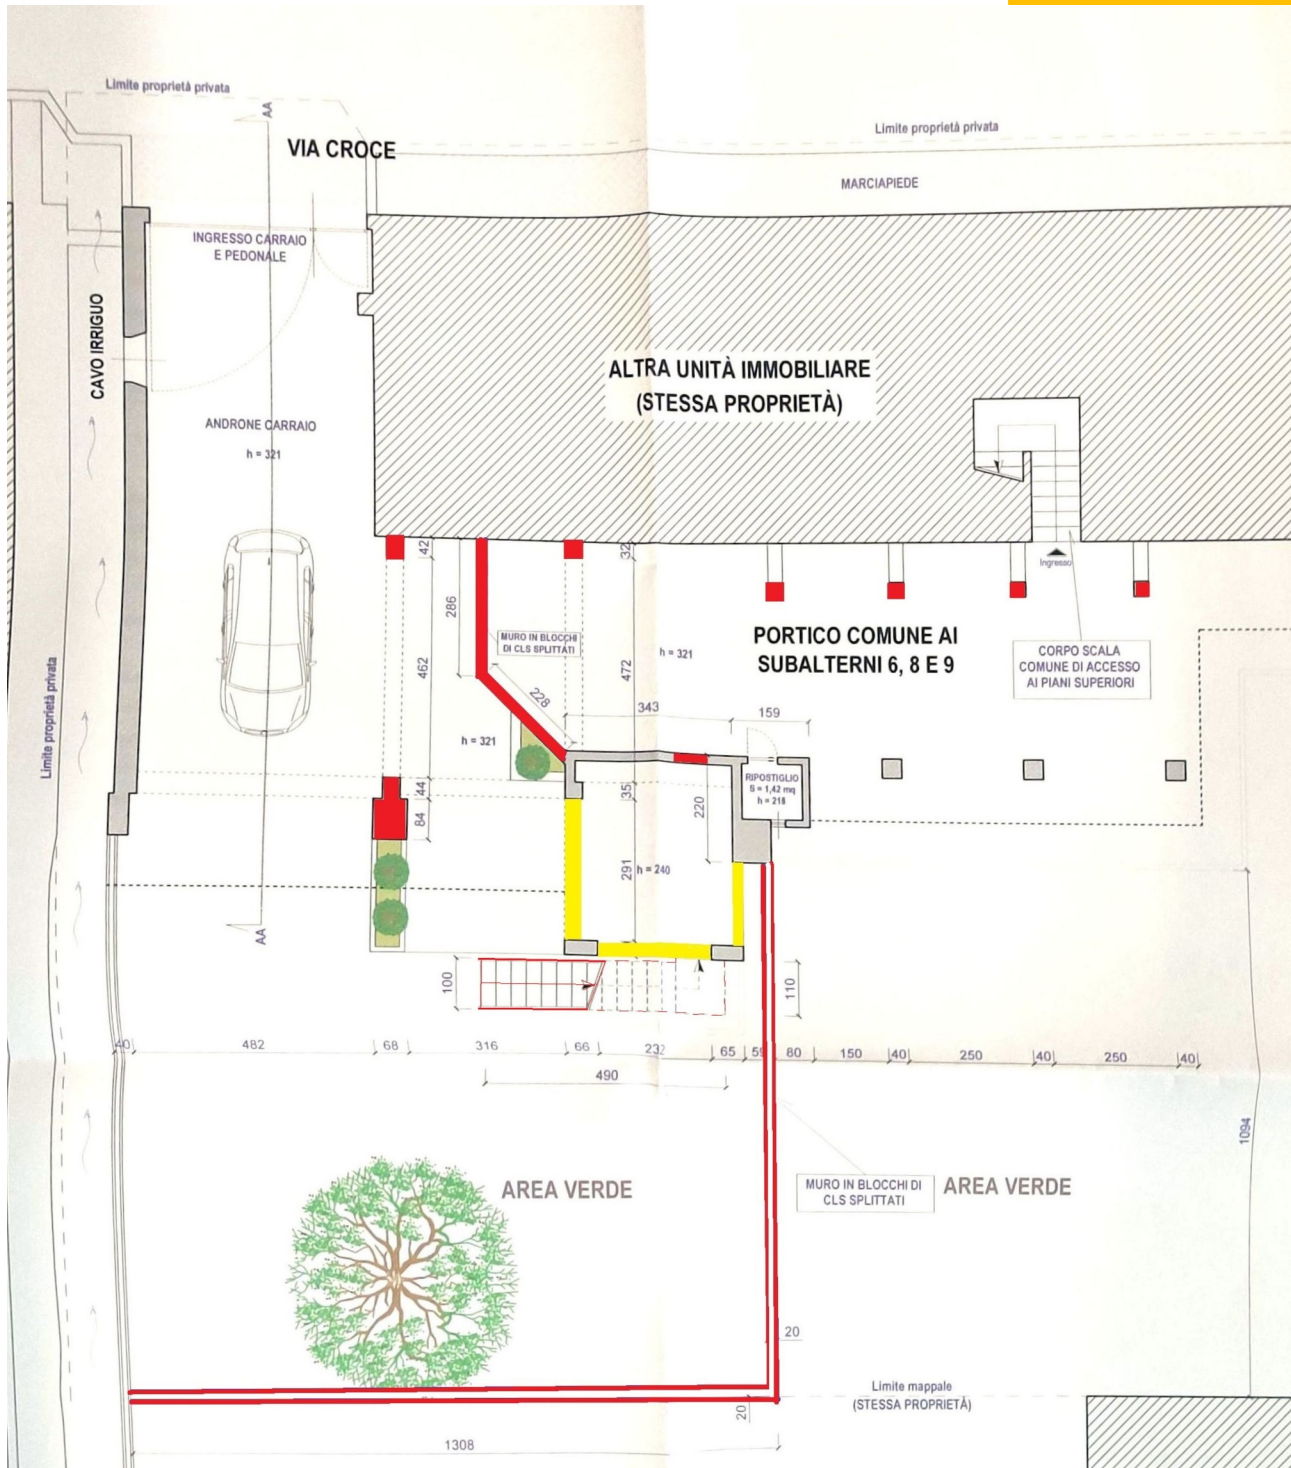 Limite proprietà privata
AA
VIA CROCE
Limite proprietà privata
MARCIAPIEDE
INGRESSO CARRAIO
E PEDONALE
CAVO IRRIGUO
ALTRA UNITÀ IMMOBILIARE
(STESSA PROPRIETÀ)
ANDRONE CARRAIO
h = 321
42
32
Ingresso
286
MURO IN BLOCCHI
DI CLS SPLITTATI
462
472
h = 321
PORTICO COMUNE AI
SUBALTERNI 6, 8 E 9
CORPO SCALA
COMUNE DI ACCESSO
AI PIANI SUPERIORI
228
343
159
Limite proprietà privata
h = 321
RIPOSTIGLIO
S = 1,42 mq
h = 218
44
35
220
84
291
h = 240
AA
100
110
40
482
68
316
66
232
65
59
80
150
40
250
40
250
40
490
1094
AREA VERDE
MURO IN BLOCCHI DI
CLS SPLITTATI
AREA VERDE
20
Limite mappale
(STESSA PROPRIETÀ)
20
1308